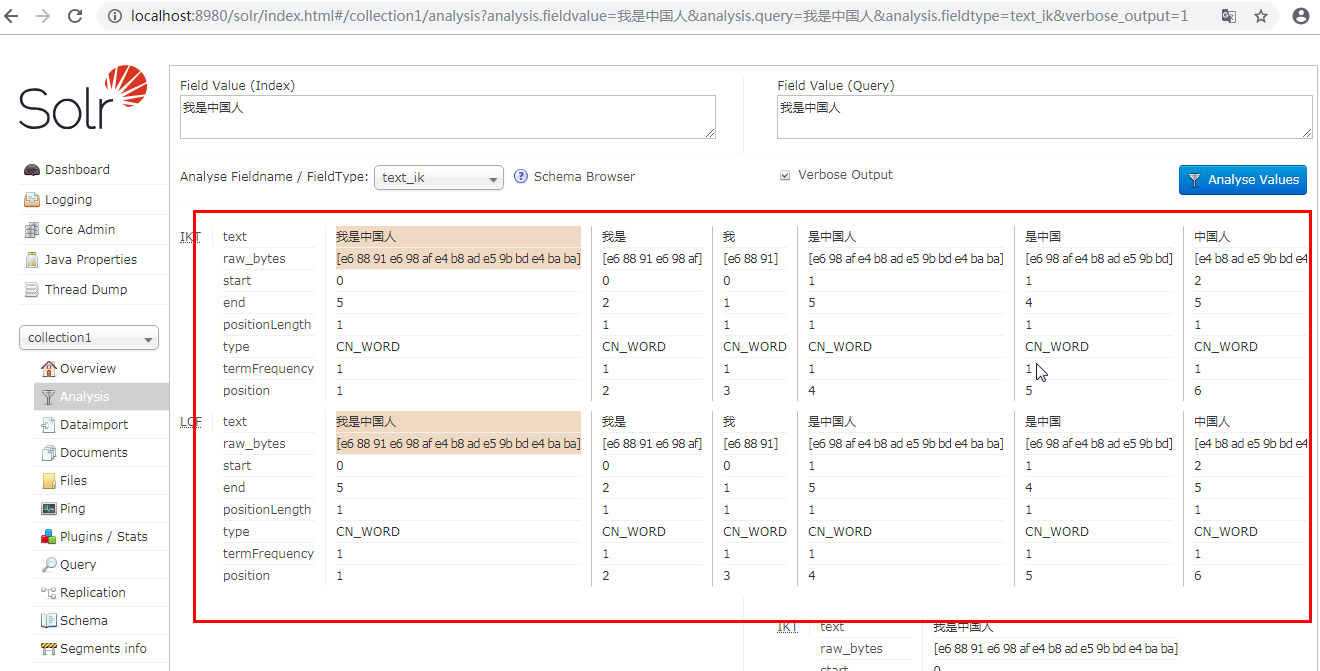 localhost:8980/solr/index.html#/collection1/analysis?analysis.fieldvalue=我是中国人&analysis.query=我是中国人&analysis.fieldtype=text_ik&verbose_output=1
Solr
Dashboard
Logging
Core Admin
Java Properties
Thread Dump
collection1
Overview
Analysis
Dataimport
Documents
Files
Ping
Plugins / Stats
Query
Replication
Schema
Segments info
Field Value (Index)
我是中国人
Field Value (Query)
我是中国人
Analyse Fieldname / FieldType: text_ik ? Schema Browser
Verbose Output
Analyse Values
IKT text 我是中国人 我是 我 是中国人 是中国 中国人
raw_bytes [e6 88 91 e6 98 af e4 b8 ad e5 9b bd e4 ba ba] [e6 88 91 e6 98 af] [e6 88 91] [e6 98 af e4 b8 ad e5 9b bd e4 ba ba] [e6 98 af e4 b8 ad e5 9b bd] [e4 b8 ad e5 9b bd e4
start 0 0 0 1 1 2
end 5 2 1 5 4 5
positionLength 1 1 1 1 1 1
type CN_WORD CN_WORD CN_WORD CN_WORD CN_WORD CN_WORD
termFrequency 1 1 1 1 1 1
position 1 2 3 4 5 6
LCF text 我是中国人 我是 我 是中国人 是中国 中国人
raw_bytes [e6 88 91 e6 98 af e4 b8 ad e5 9b bd e4 ba ba] [e6 88 91 e6 98 af] [e6 88 91] [e6 98 af e4 b8 ad e5 9b bd e4 ba ba] [e6 98 af e4 b8 ad e5 9b bd] [e4 b8 ad e5 9b bd e4
start 0 0 0 1 1 2
end 5 2 1 5 4 5
positionLength 1 1 1 1 1 1
type CN_WORD CN_WORD CN_WORD CN_WORD CN_WORD CN_WORD
termFrequency 1 1 1 1 1 1
position 1 2 3 4 5 6
IKT text 我是中国人
raw_bytes [e6 88 91 e6 98 af e4 b8 ad e5 9b bd e4 ba ba]
start 0